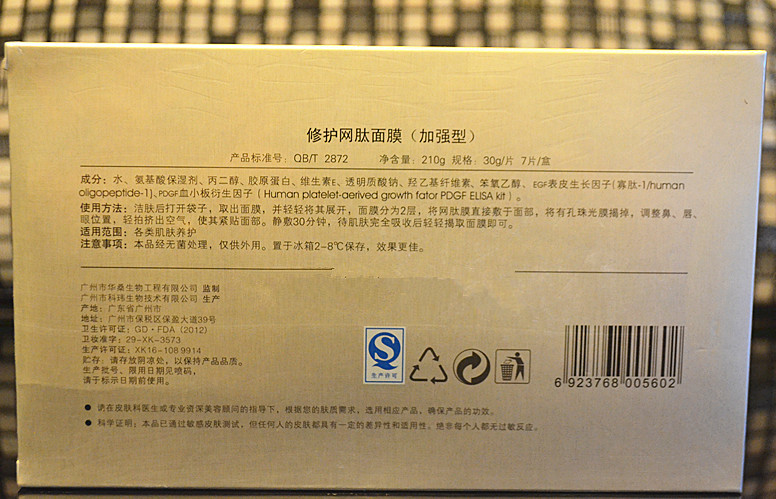 修护网肽面膜（加强型）
产品标准号：QB/T 2872 净含量：210g 规格：30g/片 7片/盒
成分：水、氨基酸保湿剂、丙二醇、胶原蛋白、维生素E、透明质酸钠、羟乙基纤维素、苯氧乙醇、EGF表皮生长因子(寡肽-1/human
oligopeptide-1)、PDGF血小板衍生因子（Human platelet-aerived growth fator PDGF ELISA kit）。
使用方法：洁肤后打开袋子，取出面膜，并轻轻将其展开，面膜分为2层，将网肽膜直接敷于面部，将有孔珠光膜揭掉，调整鼻、唇、
眼位置，轻拍挤出空气，使其紧贴面部。静敷30分钟，待肌肤完全吸收后轻轻揭取面膜即可。
适用范围：各类肌肤养护
注意事项：本品经无菌处理，仅供外用。置于冰箱2-8℃保存，效果更佳。
广州市华桑生物工程有限公司 监制
广州市科玮生物技术有限公司 生产
产地：广东省广州市
地址：广州市保税区保盈大道39号
卫生许可证：GD·FDA (2012)
卫妆准字：29-XK-3573
生产许可证：XK16-108 9914
贮存：请存放阴凉处，以保持产品品质。
生产批号、限用日期见喷码，
请于标示日期前使用。
生产许可
6 923768 005602
● 请在皮肤科医生或专业资深美容顾问的指导下，根据您的肤质需求，选用相应产品，确保产品的功效。
● 科学证明：本品已通过敏感皮肤测试，但任何人的皮肤都具有一定的差异性和适用性，绝非每个人都无过敏反应。